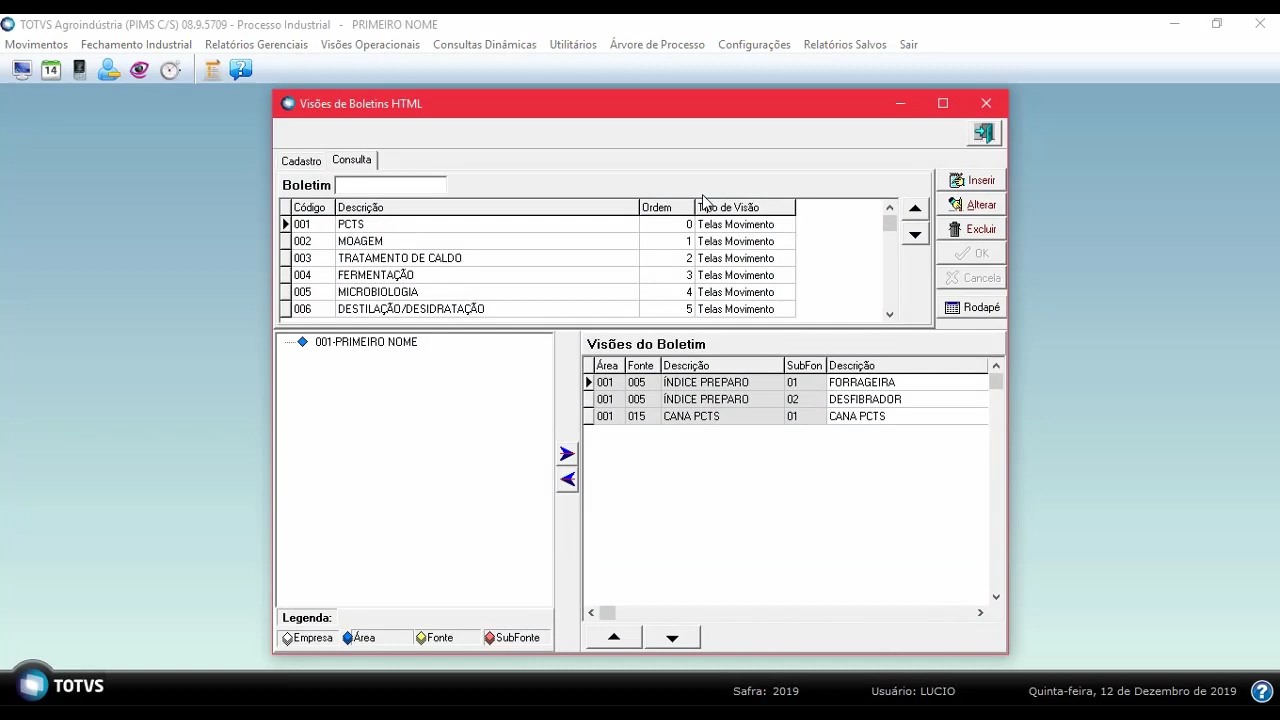 TOTVS Agroindústria (PIMS C/S) 08.9.5709 - Processo Industrial - PRIMEIRO NOME
Movimentos Fechamento Industrial Relatórios Gerenciais Visões Operacionais Consultas Dinâmicas Utilitários Árvore de Processo Configurações Relatórios Salvos Sair
14
Visões de Boletins HTML
Cadastro Consulta
Boletim
Inserir
Alterar
Excluir
OK
Cancela
Rodapé
Código Descrição Ordem Tipo de Visão
001 PCTS 0 Telas Movimento
002 MOAGEM 1 Telas Movimento
003 TRATAMENTO DE CALDO 2 Telas Movimento
004 FERMENTAÇÃO 3 Telas Movimento
005 MICROBIOLOGIA 4 Telas Movimento
006 DESTILAÇÃO/DESIDRATAÇÃO 5 Telas Movimento
001-PRIMEIRO NOME
Visões do Boletim
Área Fonte Descrição SubFon Descrição
001 005 ÍNDICE PREPARO 01 FORRAGEIRA
001 005 ÍNDICE PREPARO 02 DESFIBRADOR
001 015 CANA PCTS 01 CANA PCTS
Legenda:
Empresa Área Fonte SubFonte
TOTVS
Safra: 2019 Usuário: LUCIO Quinta-feira, 12 de Dezembro de 2019